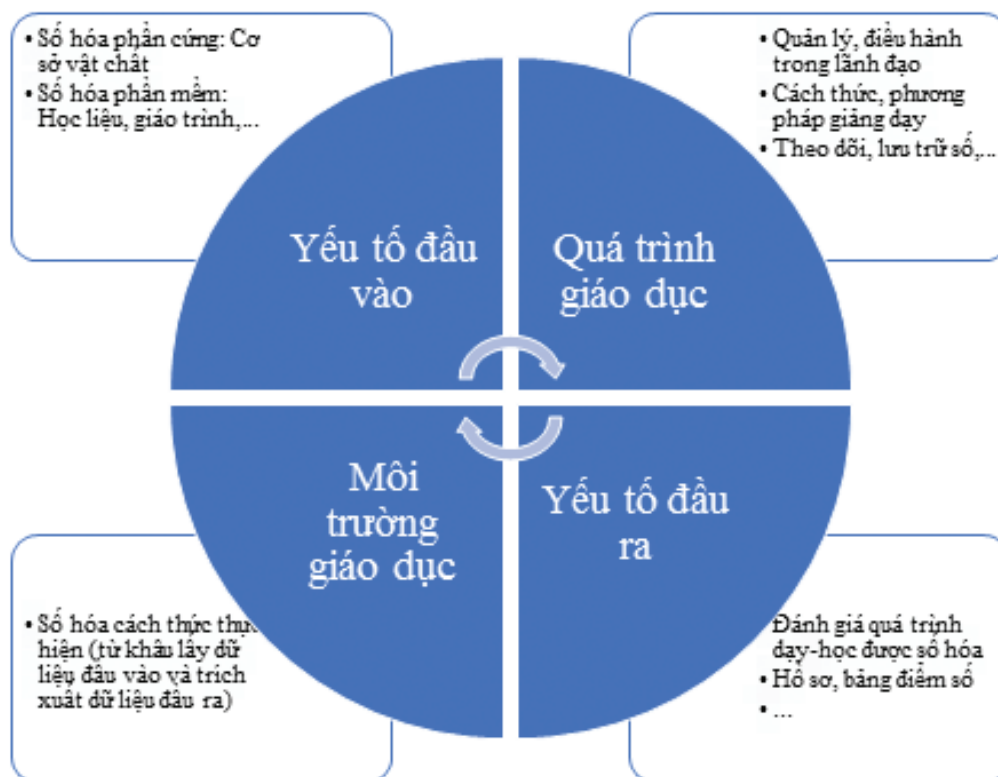 • Số hóa phần cứng: Cơ
sở vật chất
• Số hóa phần mềm:
Học liệu, giáo trình,...
• Quản lý, điều hành
trong lãnh đạo
• Cách thức, phương
pháp giảng dạy
• Theo dõi, lưu trữ số,...
Yếu tố đầu
vào
Quá trình
giáo dục
Môi
trường
giáo dục
Yếu tố đầu
ra
• Số hóa cách thức thực
hiện (từ khâu lấy dữ
liệu đầu vào và trích
xuất dữ liệu đầu ra)
Đánh giá quá trình
dạy-học được số hóa
• Hồ sơ, bảng điểm số
• ...